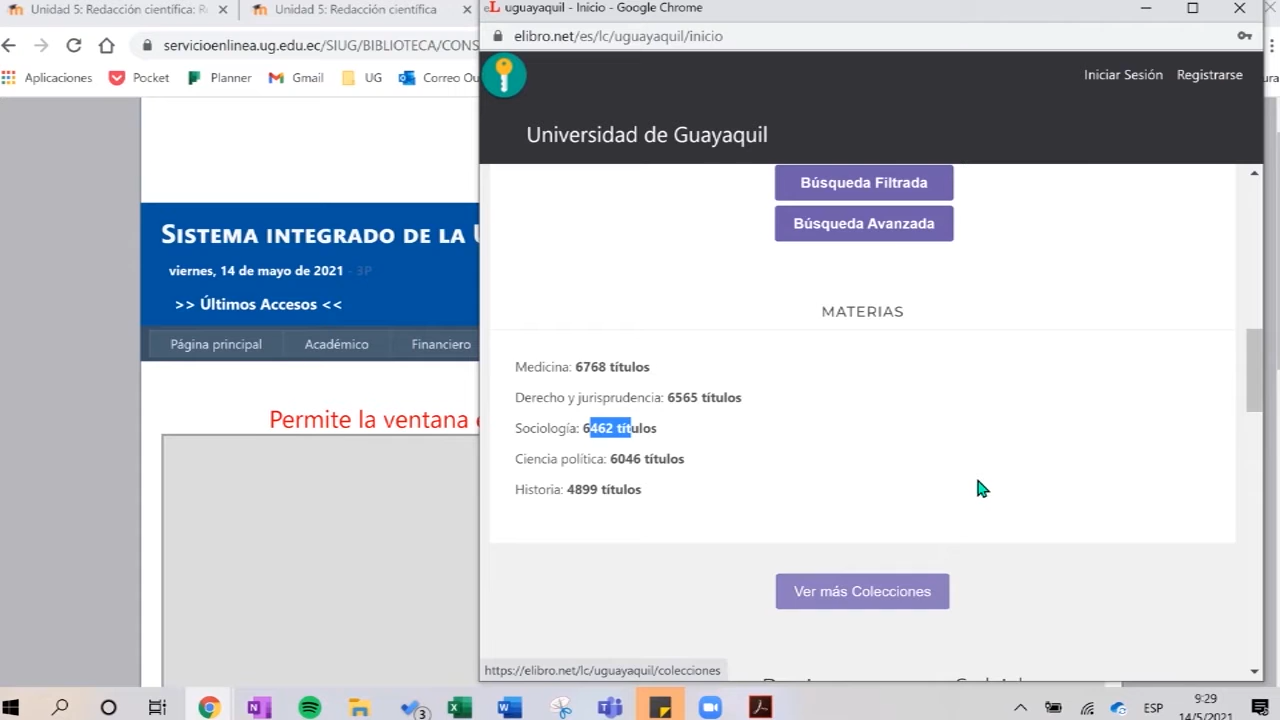 Unidad 5: Redacción científica: R
Unidad 5: Redacción científica
servicioenlinea.ug.edu.ec/SIUG/BIBLIOTECA/CONS
Aplicaciones Pocket Planner Gmail UG Correo Ou
SISTEMA INTEGRADO DE LA
viernes, 14 de mayo de 2021 - 3P
>> Últimos Accesos <<
Página principal Académico Financiero
Permite la ventana
uguayaquil - Inicio - Google Chrome
elibro.net/es/lc/uguayaquil/inicio
Iniciar Sesión Registrarse
Universidad de Guayaquil
Búsqueda Filtrada
Búsqueda Avanzada
MATERIAS
Medicina: 6768 títulos
Derecho y jurisprudencia: 6565 títulos
Sociología: 6462 títulos
Ciencia política: 6046 títulos
Historia: 4899 títulos
Ver más Colecciones
https://elibro.net/lc/uguayaquil/colecciones
3
ESP
9:29
14/5/2021